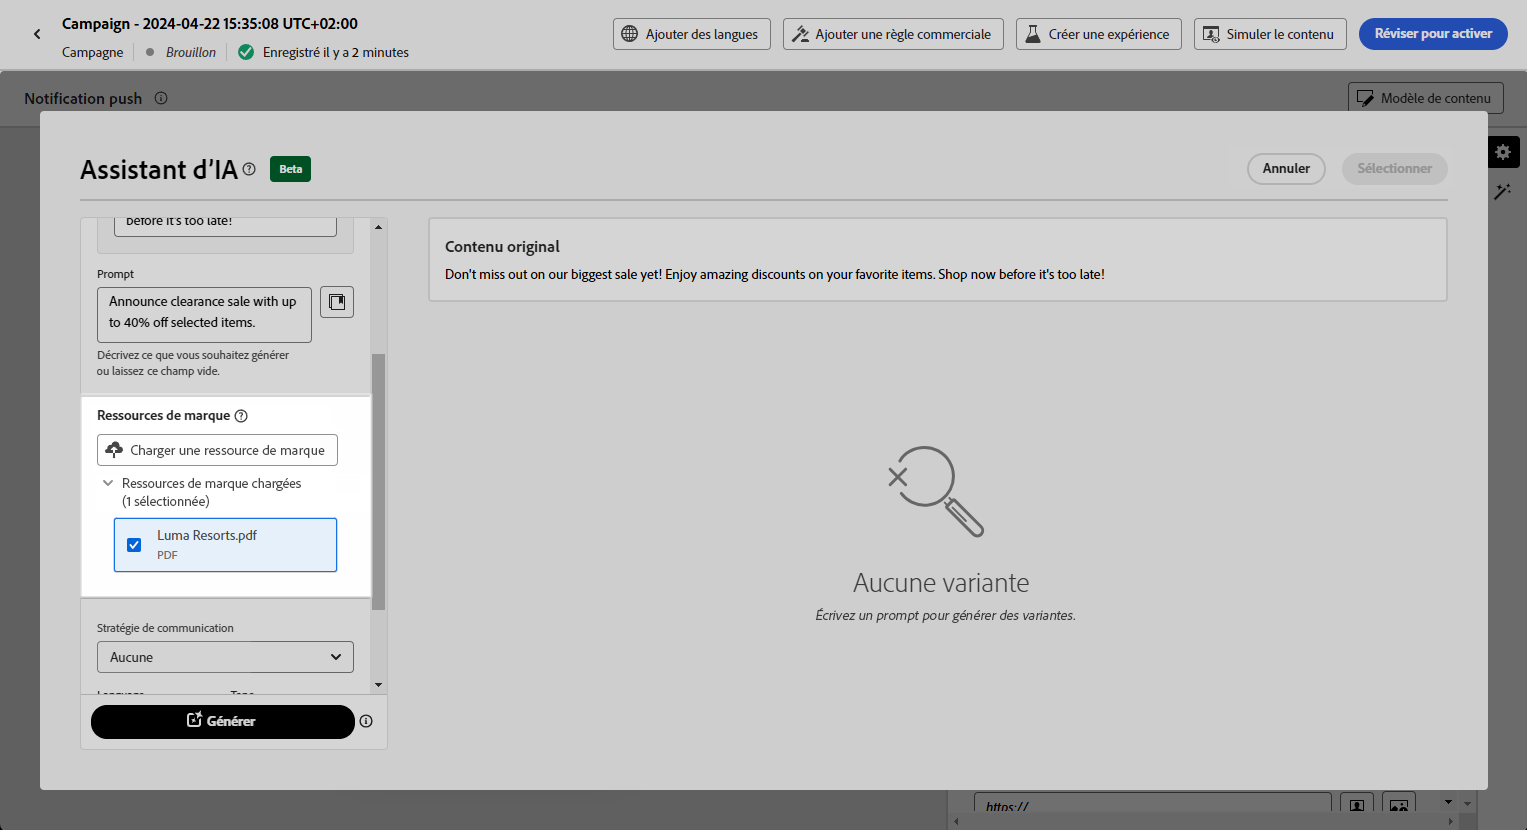 Campaign - 2024-04-22 15:35:08 UTC+02:00
Campagne
Brouillon
Enregistré il y a 2 minutes
Ajouter des langues
Ajouter une règle commerciale
Créer une expérience
Simuler le contenu
Réviser pour activer
Notification push
Modèle de contenu
Assistant d'IA
Beta
Annuler
Sélectionner
before it's too late!
Prompt
Announce clearance sale with up
to 40% off selected items.
Décrivez ce que vous souhaitez générer
ou laissez ce champ vide.
Ressources de marque
Charger une ressource de marque
Ressources de marque chargées
(1 sélectionnée)
Luma Resorts.pdf
PDF
Stratégie de communication
Aucune
Language
Tone
Générer
Contenu original
Don't miss out on our biggest sale yet! Enjoy amazing discounts on your favorite items. Shop now before it's too late!
Aucune variante
Écrivez un prompt pour générer des variantes.
https://